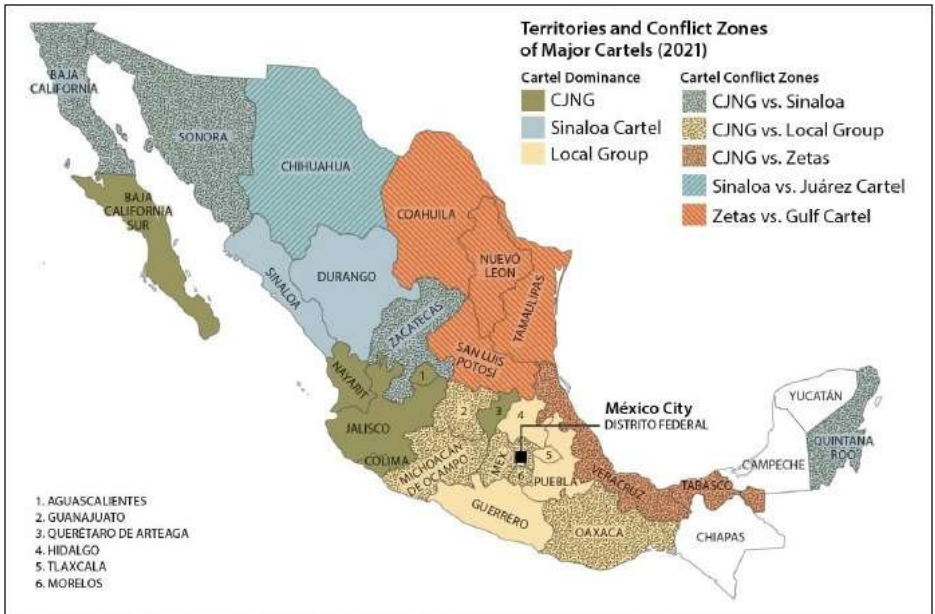 Territories and Conflict Zones
of Major Cartels (2021)
Cartel Dominance
CJNG
Sinaloa Cartel
Local Group
Cartel Conflict Zones
CJNG vs. Sinaloa
CJNG vs. Local Group
CJNG vs. Zetas
Sinaloa vs. Juárez Cartel
Zetas vs. Gulf Cartel
BAJA
CALIFORNIA
SONORA
CHIHUAHUA
BAJA
CALIFORNIA
SUR
COAHUILA
NUEVO
LEON
TAMAULIPAS
SINALOA
DURANGO
ZACATECAS
SAN LUIS
POTOSÍ
NAYARIT
1
2
3
4
México City
DISTRITO FEDERAL
JALISCO
COLIMA
MICHOACÁN
DE OCAMPO
MEX
5
6
PUEBLA
VERACRUZ
TABASCO
GUERRERO
OAXACA
CHIAPAS
YUCATÁN
QUINTANA
ROO
CAMPECHE
1. AGUASCALIENTES
2. GUANAJUATO
3. QUERÉTARO DE ARTEAGA
4. HIDALGO
5. TLAXCALA
6. MORELOS